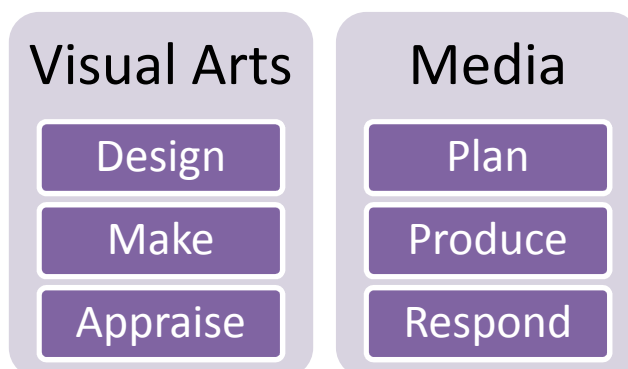 Visual Arts
Design
Make
Appraise
Media
Plan
Produce
Respond